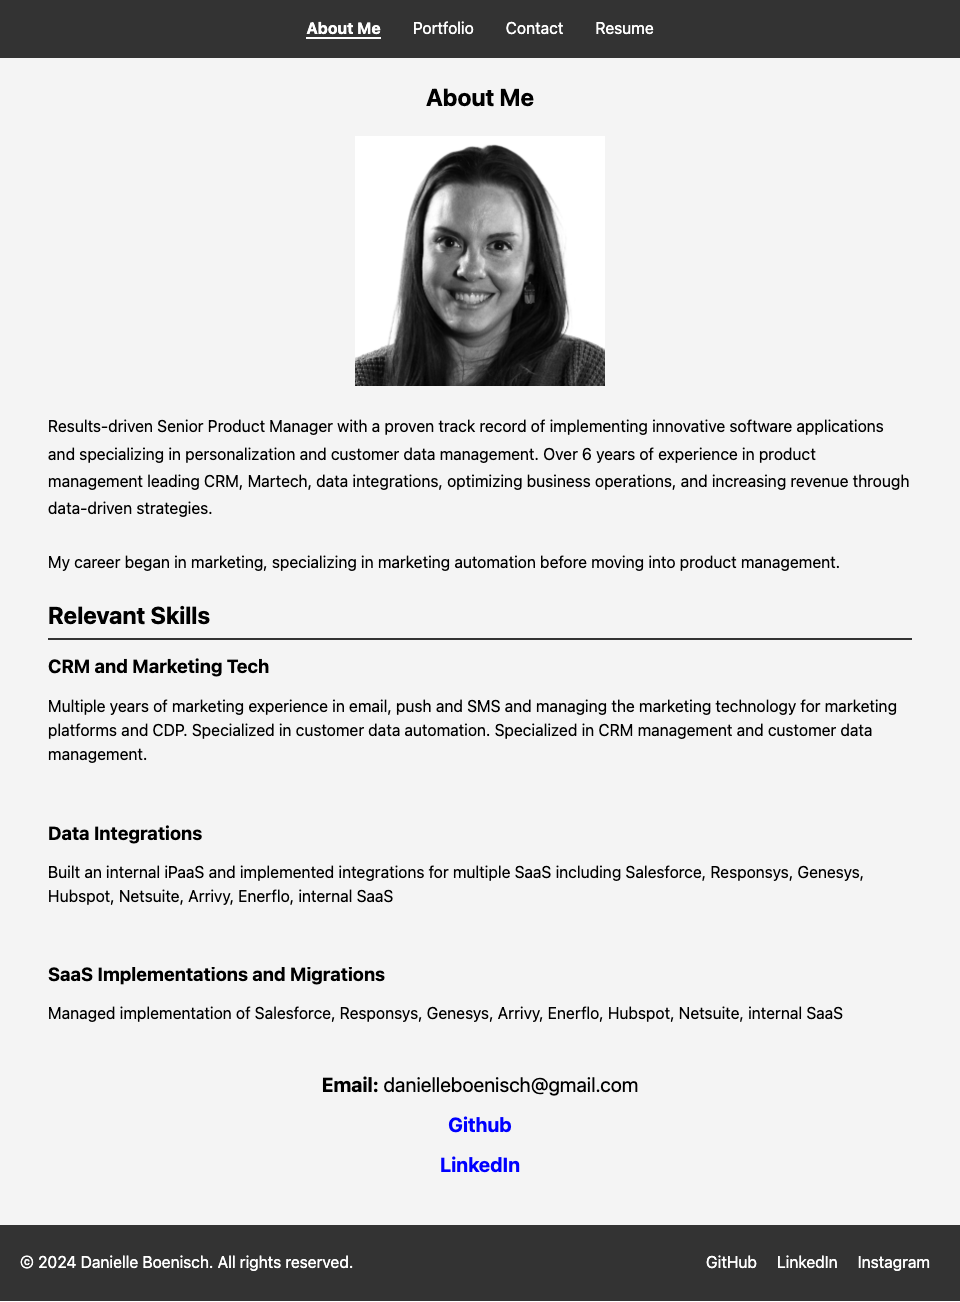 About Me Portfolio Contact Resume
About Me
Results-driven Senior Product Manager with a proven track record of implementing innovative software applications
and specializing in personalization and customer data management. Over 6 years of experience in product
management leading CRM, Martech, data integrations, optimizing business operations, and increasing revenue through
data-driven strategies.
My career began in marketing, specializing in marketing automation before moving into product management.
Relevant Skills
CRM and Marketing Tech
Multiple years of marketing experience in email, push and SMS and managing the marketing technology for marketing
platforms and CDP. Specialized in customer data automation. Specialized in CRM management and customer data
management.
Data Integrations
Built an internal iPaaS and implemented integrations for multiple SaaS including Salesforce, Responsys, Genesys,
Hubspot, Netsuite, Arrivy, Enerflo, internal SaaS
SaaS Implementations and Migrations
Managed implementation of Salesforce, Responsys, Genesys, Arrivy, Enerflo, Hubspot, Netsuite, internal SaaS
Email: danielleboenisch@gmail.com
Github
LinkedIn
© 2024 Danielle Boenisch. All rights reserved. GitHub LinkedIn Instagram